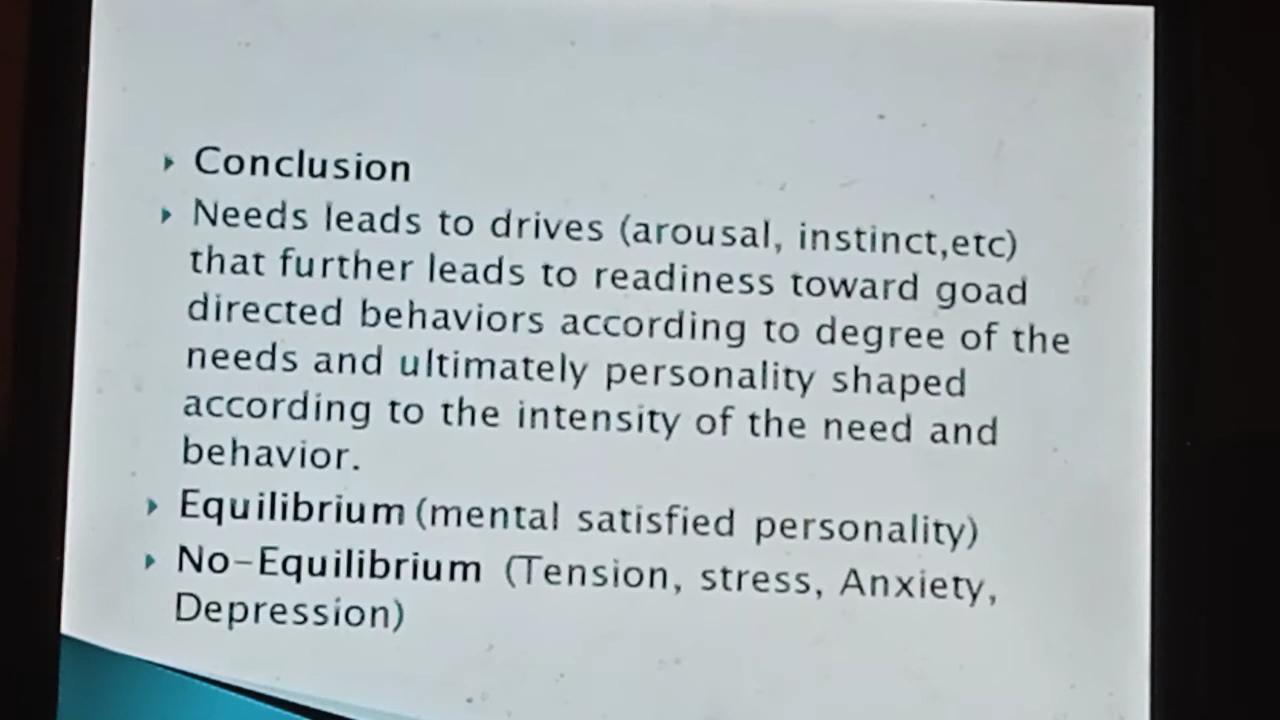 Conclusion
Needs leads to drives (arousal, instinct,etc)
that further leads to readiness toward goad
directed behaviors according to degree of the
needs and ultimately personality shaped
according to the intensity of the need and
behavior.
Equilibrium (mental satisfied personality)
No-Equilibrium (Tension, stress, Anxiety,
Depression)